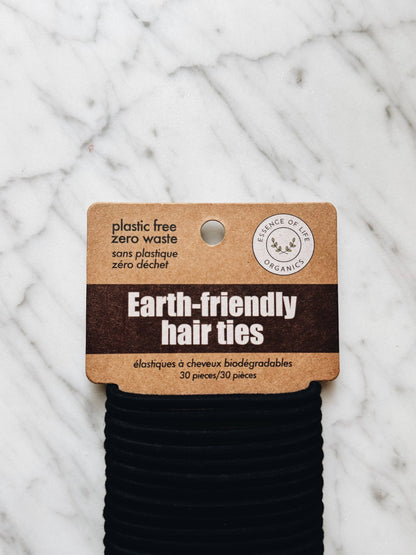 plastic free
zero waste
sans plastique
zéro déchet
ESSENCE OF LIFE
ORGANICS
Earth-friendly
hair ties
élastiques à cheveux biodégradables
30 pieces/30 pièces